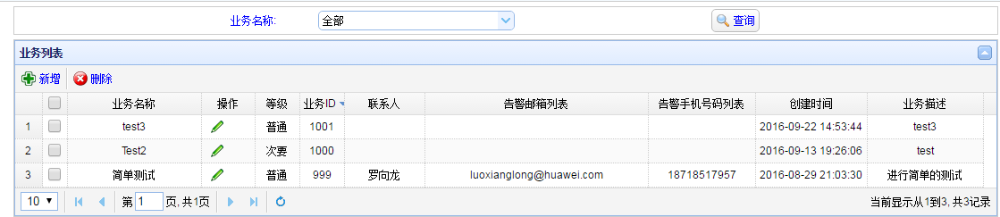 业务名称: 全部 查询
业务列表
新增 删除
业务名称 操作 等级 业务ID 联系人 告警邮箱列表 告警手机号码列表 创建时间 业务描述
1 test3 普通 1001 2016-09-22 14:53:44 test3
2 Test2 次要 1000 2016-09-13 19:26:06 test
3 简单测试 普通 999 罗向龙 luoxianglong@huawei.com 18718517957 2016-08-29 21:03:30 进行简单的测试
10 第 1 页, 共1页 当前显示从1到3, 共3记录